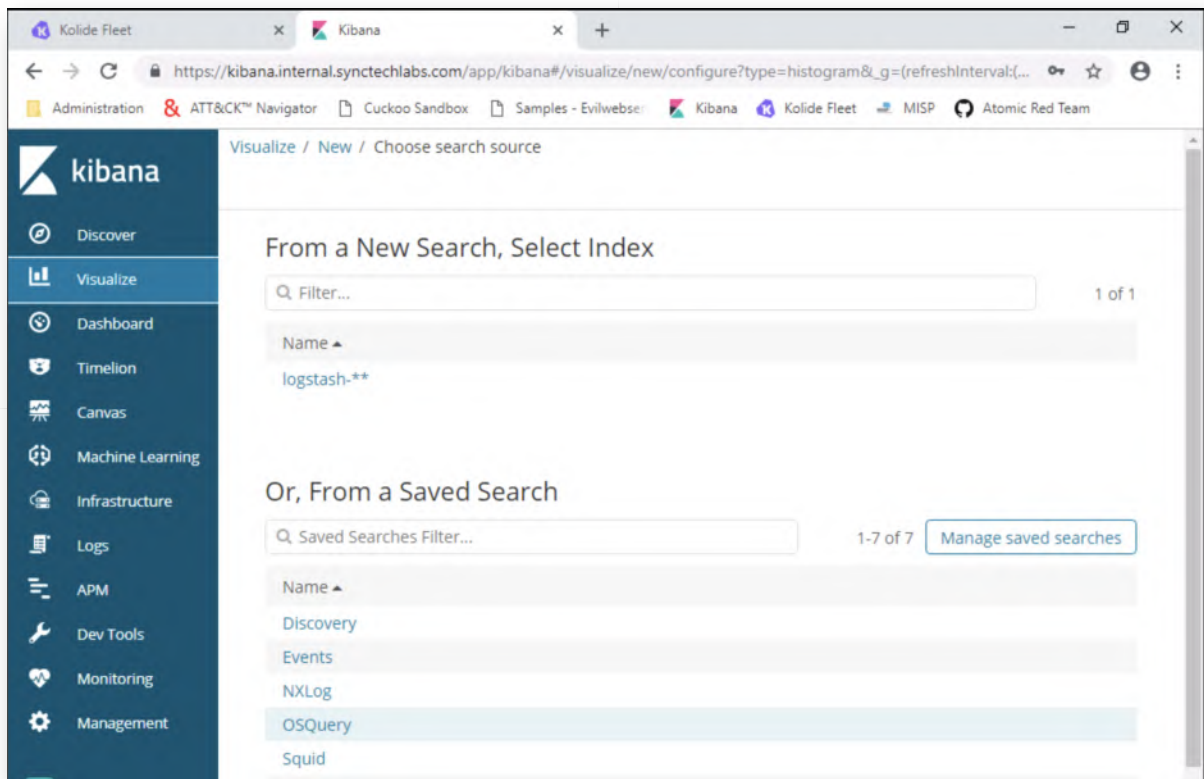 Kolide Fleet
Kibana
https://kibana.internal.synctechlabs.com/app/kibana#/visualize/new/configure?type=histogram&_g=(refreshInterval:(...
Administration ATT&CK™ Navigator Cuckoo Sandbox Samples - Evilwebser Kibana Kolide Fleet MISP Atomic Red Team
kibana
Visualize / New / Choose search source
Discover
Visualize
Dashboard
Timelion
Canvas
Machine Learning
Infrastructure
Logs
APM
Dev Tools
Monitoring
Management
From a New Search, Select Index
Filter... 1 of 1
Name
logstash-**
Or, From a Saved Search
Saved Searches Filter... 1-7 of 7 Manage saved searches
Name
Discovery
Events
NXLog
OSQuery
Squid